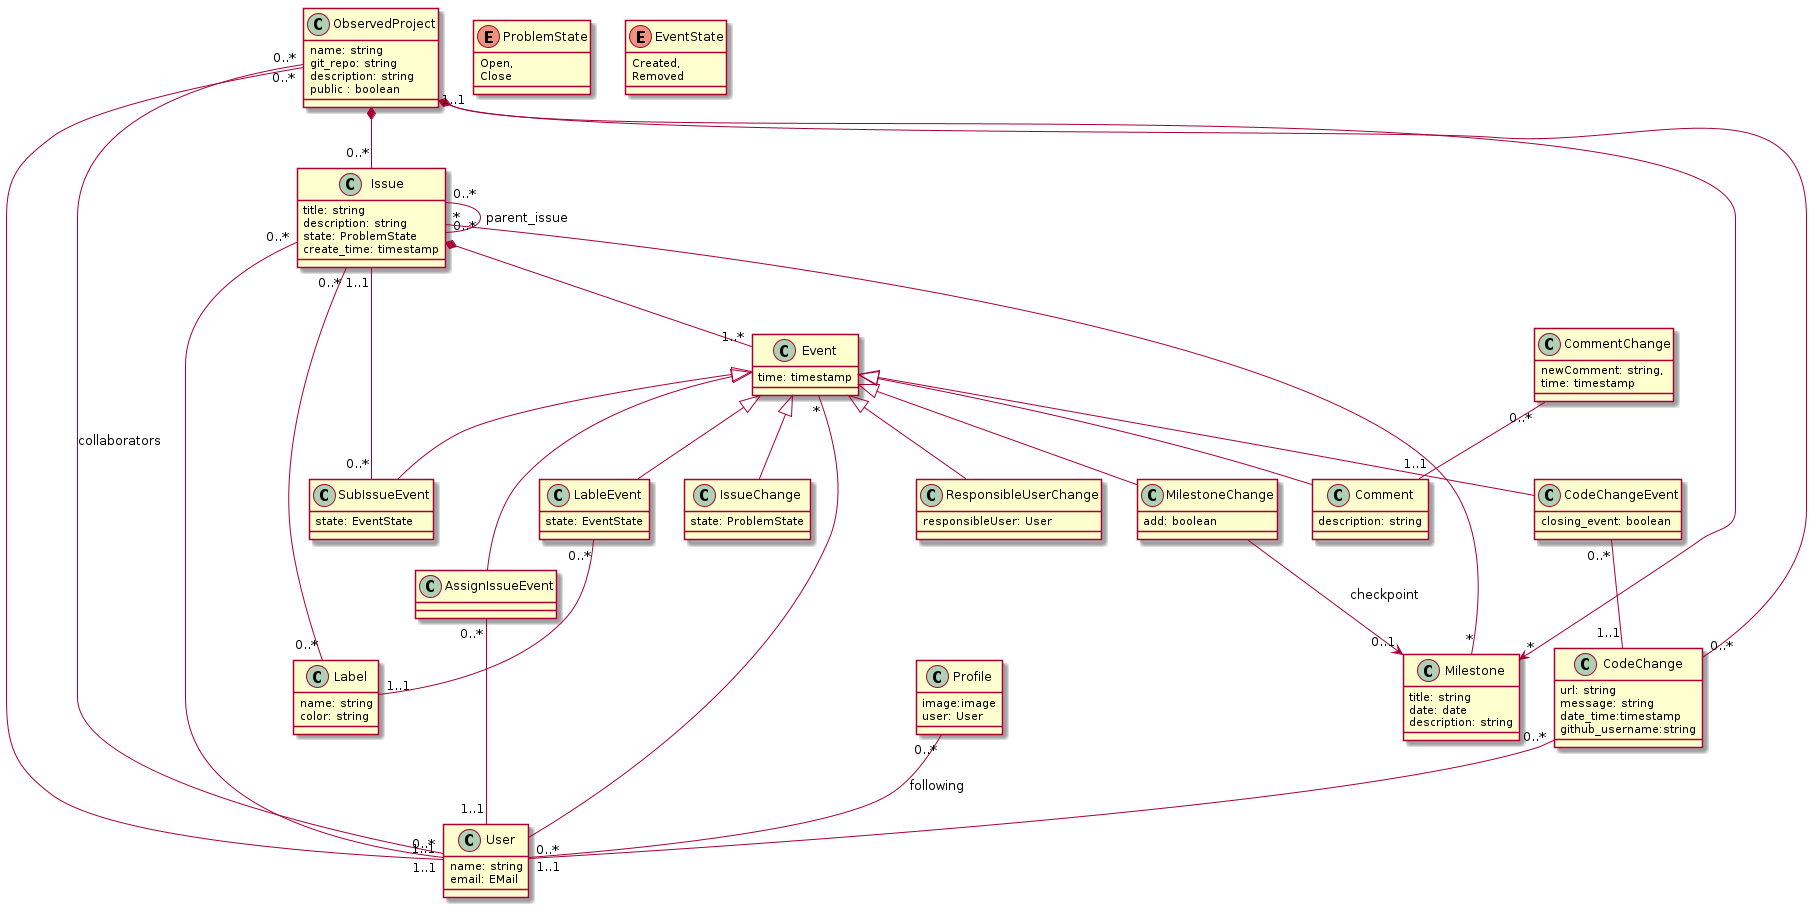 C ObservedProject
name: string
git_repo: string
description: string
public : boolean
E ProblemState
Open,
Close
E EventState
Created,
Removed
0..*
0..*
1..1
0..*
C Issue
title: string
description: string
state: ProblemState
create_time: timestamp
0..*
*
0..*
parent_issue
0..*
0..*
1..1
1..*
C Event
time: timestamp
*
C CommentChange
newComment: string,
time: timestamp
0..*
collaborators
0..*
1..1
C SubIssueEvent
state: EventState
C LableEvent
state: EventState
0..*
C IssueChange
state: ProblemState
C ResponsibleUserChange
responsibleUser: User
C MilestoneChange
add: boolean
C Comment
description: string
C CodeChangeEvent
closing_event: boolean
0..*
C AssignIssueEvent
0..*
checkpoint
0..1
*
*
1..1
0..*
0..*
C Label
name: string
color: string
1..1
C Profile
image:image
user: User
0..*
following
C Milestone
title: string
date: date
description: string
C CodeChange
url: string
message: string
date_time:timestamp
github_username:string
0..*
1..1
0..*
1..1
1..1
C User
name: string
email: EMail
0..*
1..1